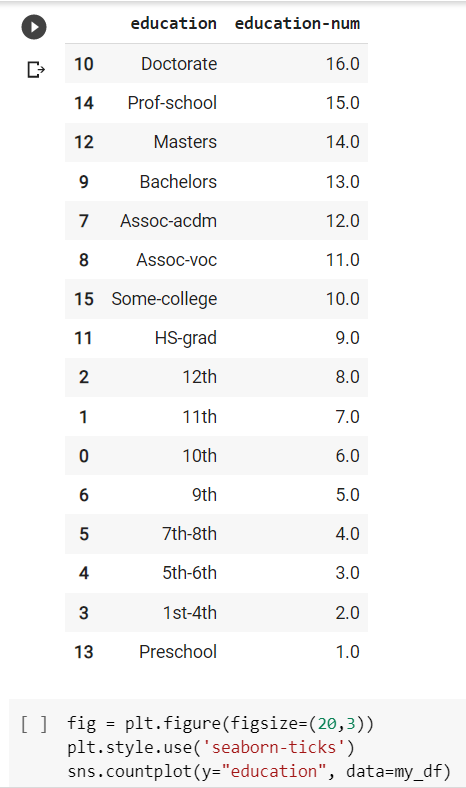 education education-num
10 Doctorate 16.0
14 Prof-school 15.0
12 Masters 14.0
9 Bachelors 13.0
7 Assoc-acdm 12.0
8 Assoc-voc 11.0
15 Some-college 10.0
11 HS-grad 9.0
2 12th 8.0
1 11th 7.0
0 10th 6.0
6 9th 5.0
5 7th-8th 4.0
4 5th-6th 3.0
3 1st-4th 2.0
13 Preschool 1.0
[ ] fig = plt.figure(figsize=(20,3))
plt.style.use('seaborn-ticks')
sns.countplot(y="education", data=my_df)